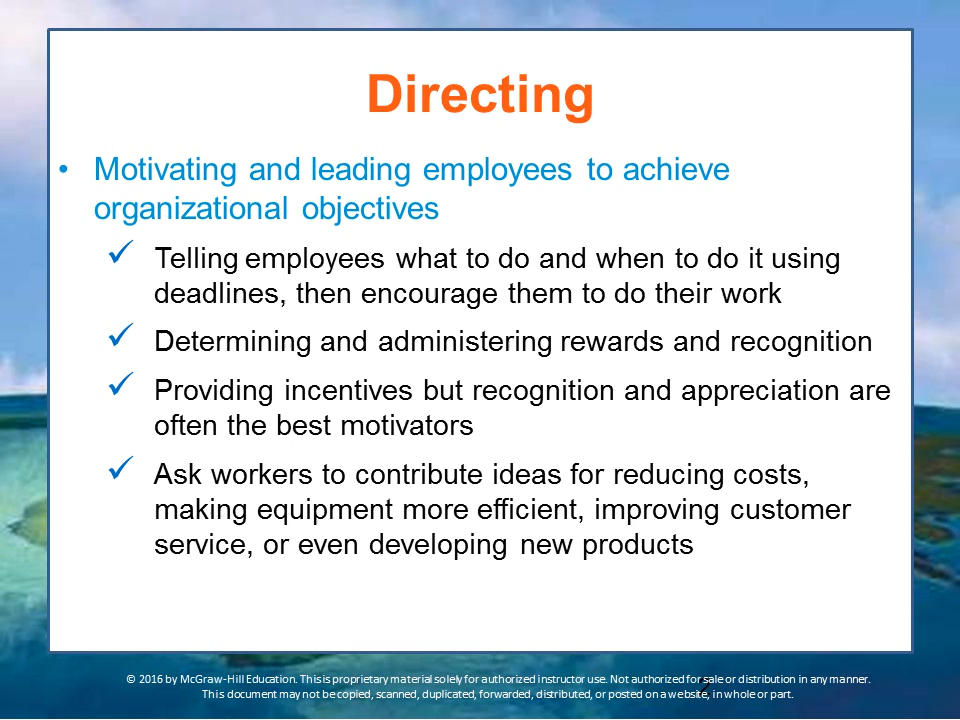 Directing
• Motivating and leading employees to achieve
organizational objectives
✓ Telling employees what to do and when to do it using
deadlines, then encourage them to do their work
✓ Determining and administering rewards and recognition
✓ Providing incentives but recognition and appreciation are
often the best motivators
✓ Ask workers to contribute ideas for reducing costs,
making equipment more efficient, improving customer
service, or even developing new products
© 2016 by McGraw-Hill Education. This is proprietary material solely for authorized instructor use. Not authorized for sale or distribution in any manner.
This document may not be copied, scanned, duplicated, forwarded, distributed, or posted on a website, in whole or part.